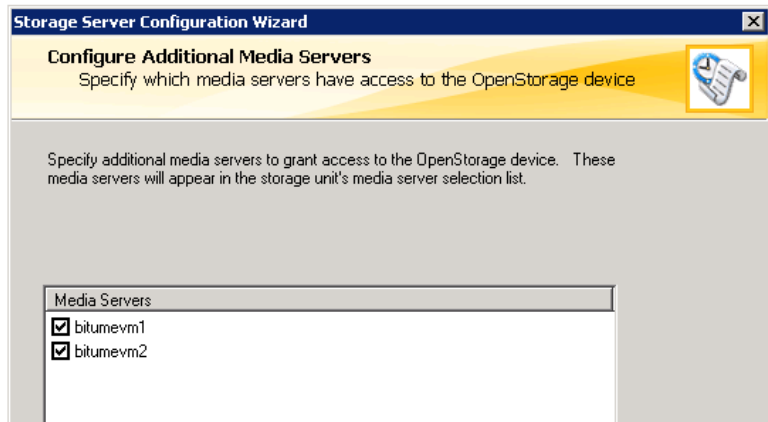 Storage Server Configuration Wizard
Configure Additional Media Servers
Specify which media servers have access to the OpenStorage device
Specify additional media servers to grant access to the OpenStorage device. These
media servers will appear in the storage unit's media server selection list.
Media Servers
bitumevm1
bitumevm2